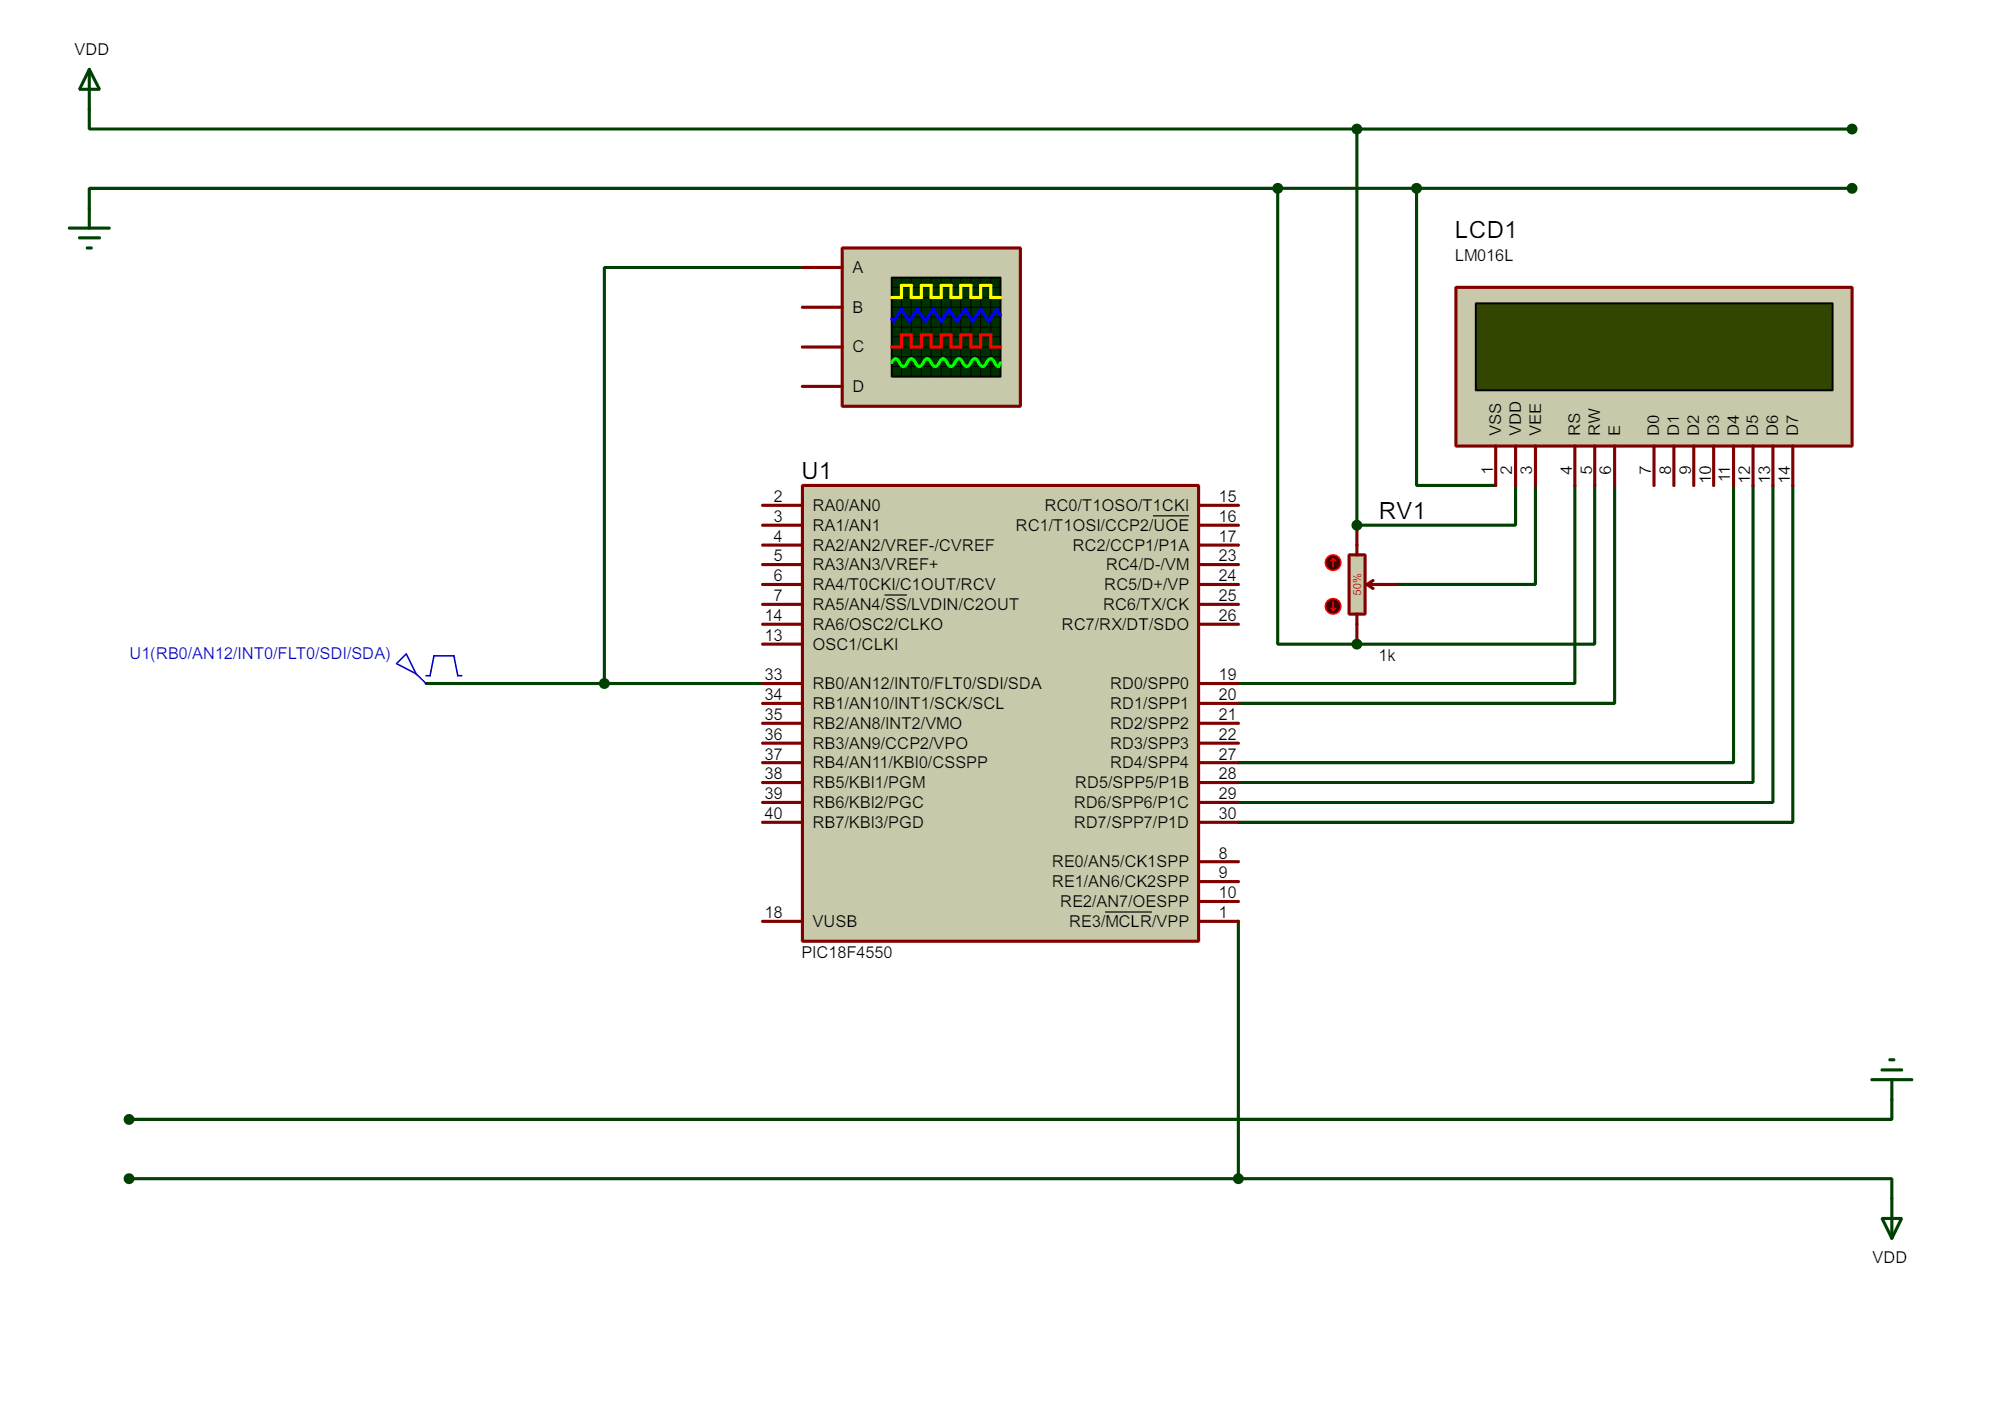 VDD
LCD1
LM016L
A
B
C
D
VSS
VDD
VEE
RS
RW
E
D0
D1
D2
D3
D4
D5
D6
D7
1
2
3
4
5
6
7
8
9
10
11
12
13
14
U1
2 RA0/AN0
3 RA1/AN1
4 RA2/AN2/VREF-/CVREF
5 RA3/AN3/VREF+
6 RA4/T0CKI/C1OUT/RCV
7 RA5/AN4/SS/LVDIN/C2OUT
14 RA6/OSC2/CLKO
13 OSC1/CLKI
33 RB0/AN12/INT0/FLT0/SDI/SDA
34 RB1/AN10/INT1/SCK/SCL
35 RB2/AN8/INT2/VMO
36 RB3/AN9/CCP2/VPO
37 RB4/AN11/KBI0/CSSPP
38 RB5/KBI1/PGM
39 RB6/KBI2/PGC
40 RB7/KBI3/PGD
18 VUSB
RC0/T1OSO/T1CKI 15
RC1/T1OSI/CCP2/UOE 16
RC2/CCP1/P1A 17
RC4/D-/VM 23
RC5/D+/VP 24
RC6/TX/CK 25
RC7/RX/DT/SDO 26
RD0/SPP0 19
RD1/SPP1 20
RD2/SPP2 21
RD3/SPP3 22
RD4/SPP4 27
RD5/SPP5/P1B 28
RD6/SPP6/P1C 29
RD7/SPP7/P1D 30
RE0/AN5/CK1SPP 8
RE1/AN6/CK2SPP 9
RE2/AN7/OESPP 10
RE3/MCLR/VPP 1
PIC18F4550
RV1
50%
1k
U1(RB0/AN12/INT0/FLT0/SDI/SDA)
VDD